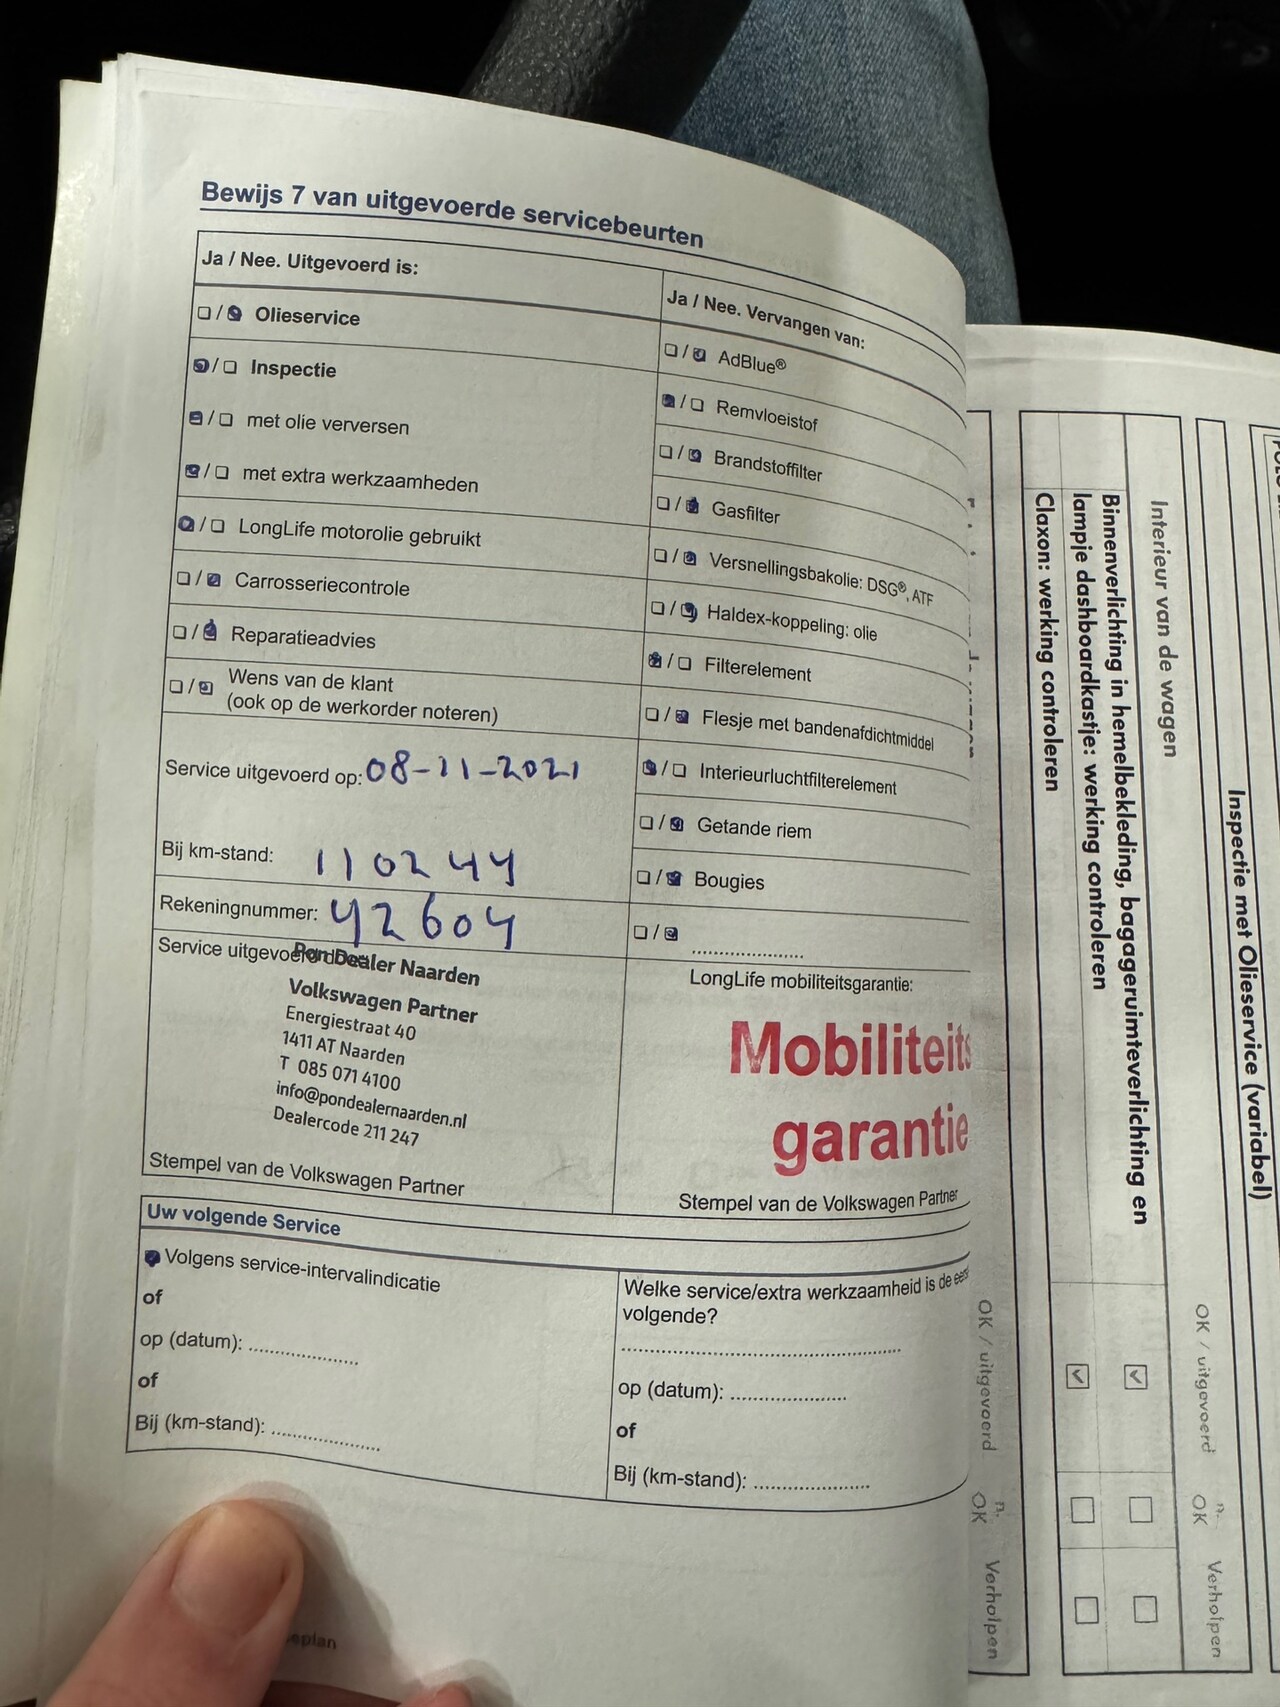 Bewijs 7 van uitgevoerde servicebeurten
Ja / Nee. Uitgevoerd is:
Olieservice
Inspectie
met olie verversen
met extra werkzaamheden
LongLife motorolie gebruikt
Carrosseriecontrole
Reparatieadvies
Wens van de klant
(ook op de werkorder noteren)
Service uitgevoerd op: 08-11-2021
Bij km-stand: 110244
Rekeningnummer: 42604
Service uitgevoerd door:
Pon Dealer Naarden
Volkswagen Partner
Energiestraat 40
1411 AT Naarden
T 085 071 4100
info@pondealernaarden.nl
Dealercode 211 247
Stempel van de Volkswagen Partner
Ja / Nee. Vervangen van:
AdBlue®
Remvloeistof
Brandstoffilter
Gasfilter
Versnellingsbakolie: DSG®, ATF
Haldex-koppeling: olie
Filterelement
Flesje met bandenafdichtmiddel
Interieurluchtfilterelement
Getande riem
Bougies
LongLife mobiliteitsgarantie:
Mobiliteits
garantie
Stempel van de Volkswagen Partner
Uw volgende Service
Volgens service-intervalindicatie
of
op (datum):
of
Bij (km-stand):
Welke service/extra werkzaamheid is de
volgende?
op (datum):
of
Bij (km-stand):
eplan
Inspectie met Olieservice (variabel)
OK / uitgevoerd
n.
OK
Verholpen
Interieur van de wagen
Binnenverlichting in hemelbekleding, bagageruimteverlichting en
lampje dashboardkastje: werking controleren
Claxon: werking controleren
OK / uitgevoerd
n.
OK
Verholpen